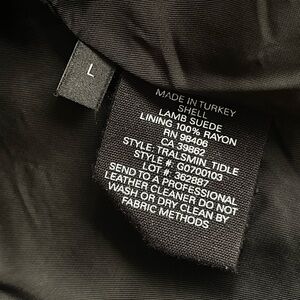 L
MADE IN TURKEY
SHELL
LAMB SUEDE
LINING 100% RAYON
RN 98406
CA 39862
STYLE: TRALSMIN_TIDLE
STYLE #: G0700103
LOT #: 362887
SEND TO A PROFESSIONAL
LEATHER CLEANER DO NOT
WASH OR DRY CLEAN BY
FABRIC METHODS